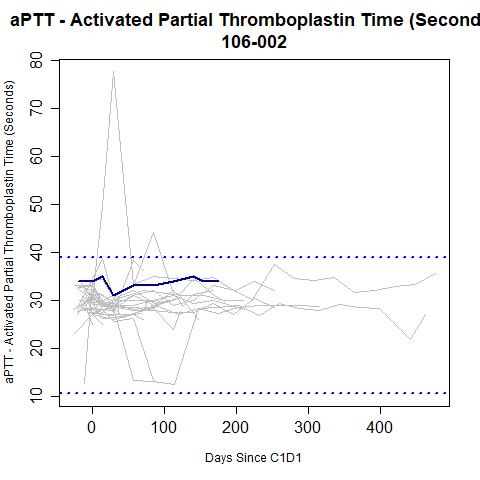 aPTT - Activated Partial Thromboplastin Time (Second
106-002
80
70
60
50
40
30
20
10
aPTT - Activated Partial Thromboplastin Time (Seconds)
0 100 200 300 400
Days Since C1D1